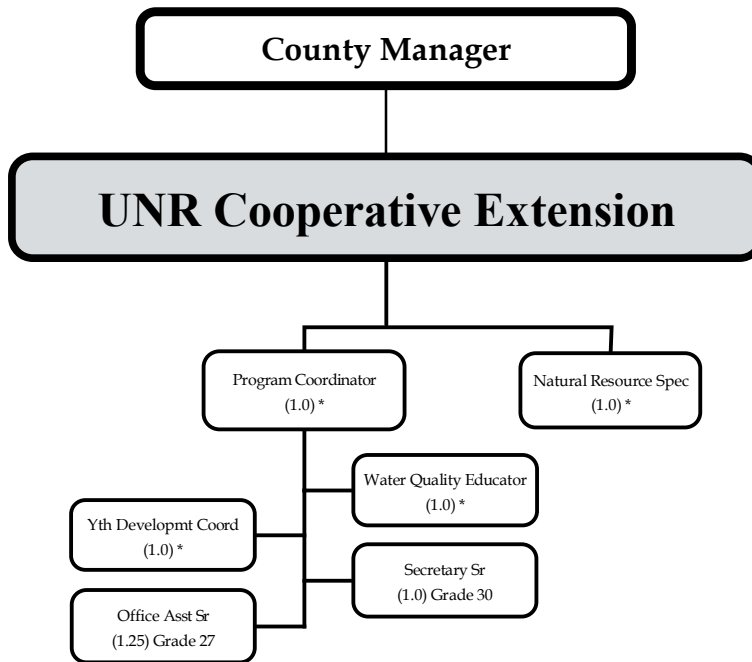 County Manager
UNR Cooperative Extension
Program Coordinator
(1.0) *
Natural Resource Spec
(1.0) *
Water Quality Educator
(1.0) *
Yth Developmt Coord
(1.0) *
Secretary Sr
(1.0) Grade 30
Office Asst Sr
(1.25) Grade 27